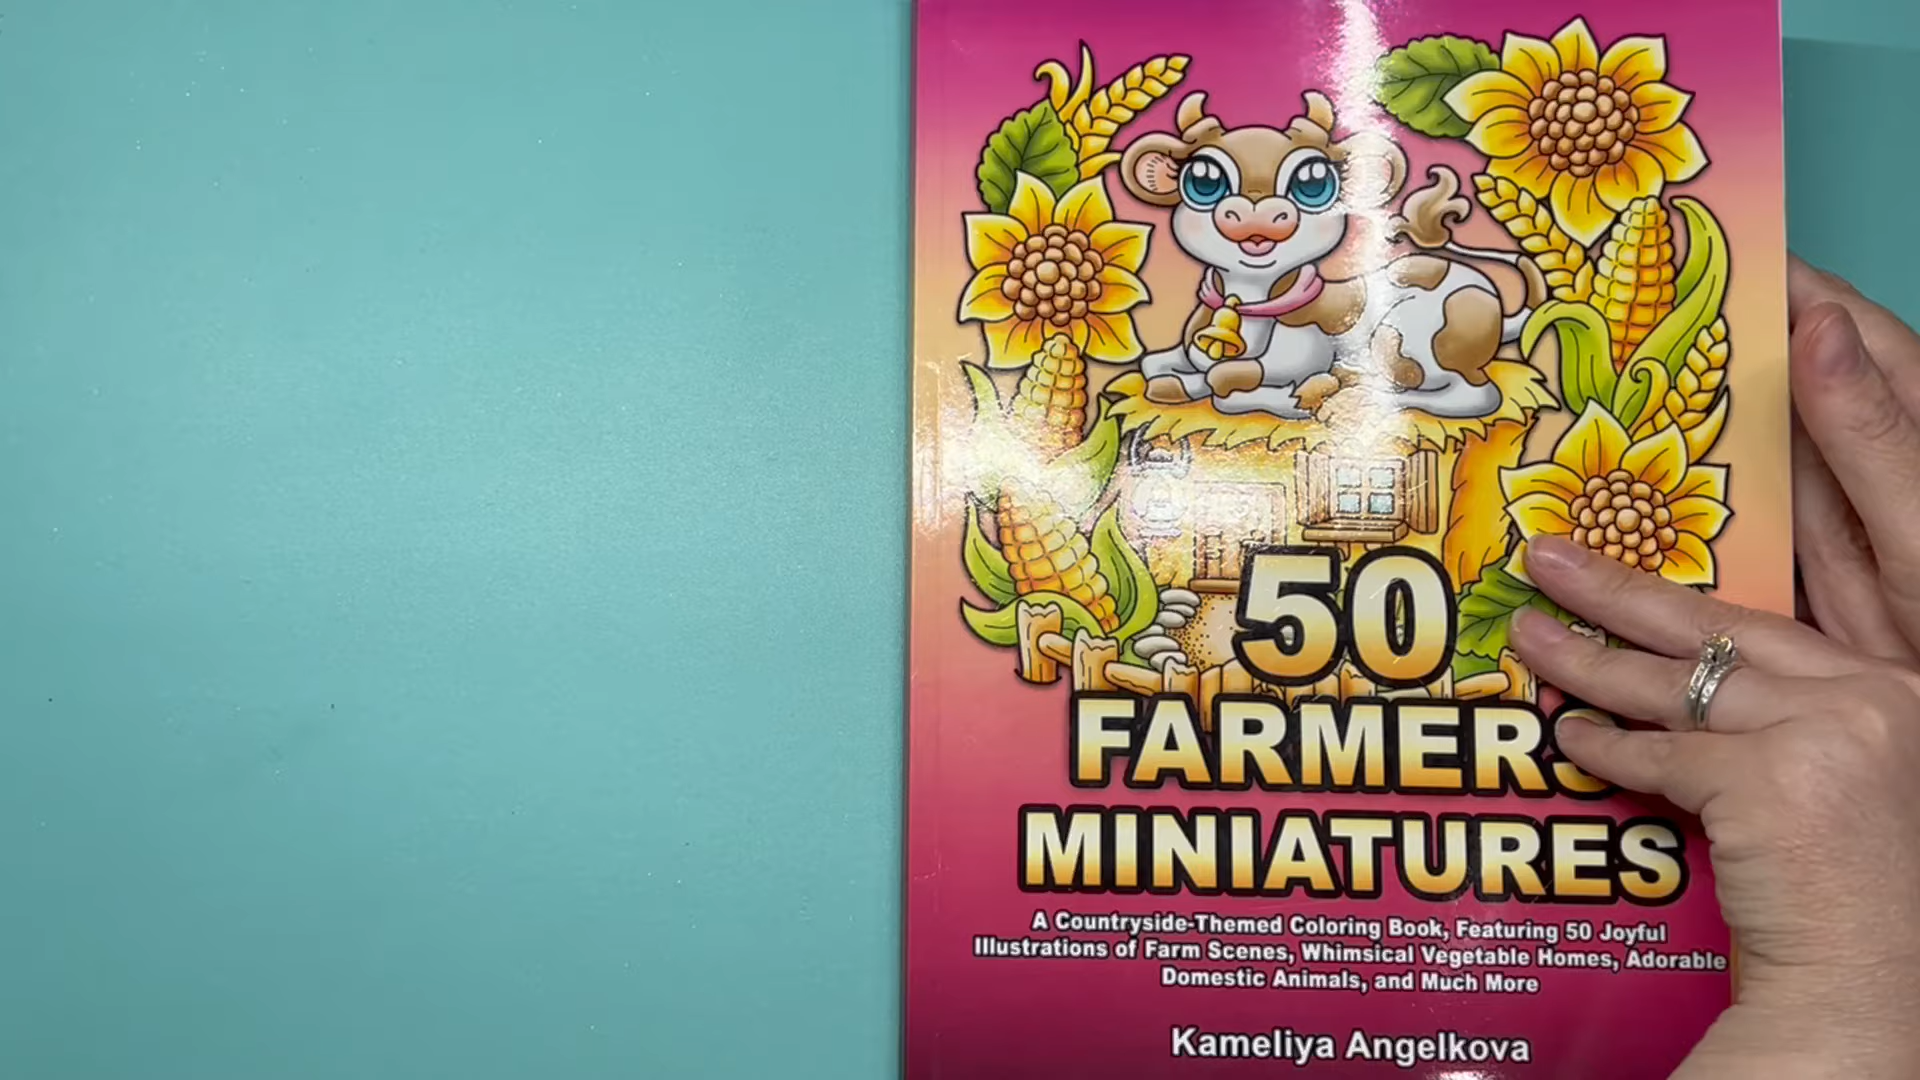 50
FARMERS
MINIATURES
A Countryside-Themed Coloring Book, Featuring 50 Joyful
Illustrations of Farm Scenes, Whimsical Vegetable Homes, Adorable
Domestic Animals, and Much More
Kameliya Angelkova